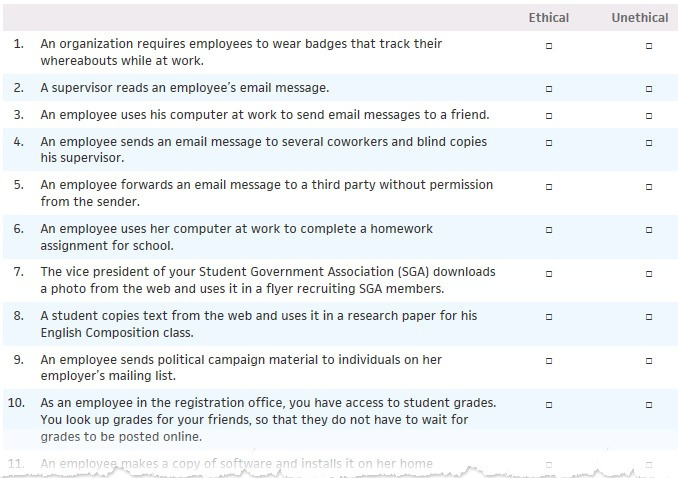 Ethical Unethical
1. An organization requires employees to wear badges that track their
whereabouts while at work.
2. A supervisor reads an employee's email message.
3. An employee uses his computer at work to send email messages to a friend.
4. An employee sends an email message to several coworkers and blind copies
his supervisor.
5. An employee forwards an email message to a third party without permission
from the sender.
6. An employee uses her computer at work to complete a homework
assignment for school.
7. The vice president of your Student Government Association (SGA) downloads
a photo from the web and uses it in a flyer recruiting SGA members.
8. A student copies text from the web and uses it in a research paper for his
English Composition class.
9. An employee sends political campaign material to individuals on her
employer's mailing list.
10. As an employee in the registration office, you have access to student grades.
You look up grades for your friends, so that they do not have to wait for
grades to be posted online.
11. An employee makes a copy of software and installs it on her home